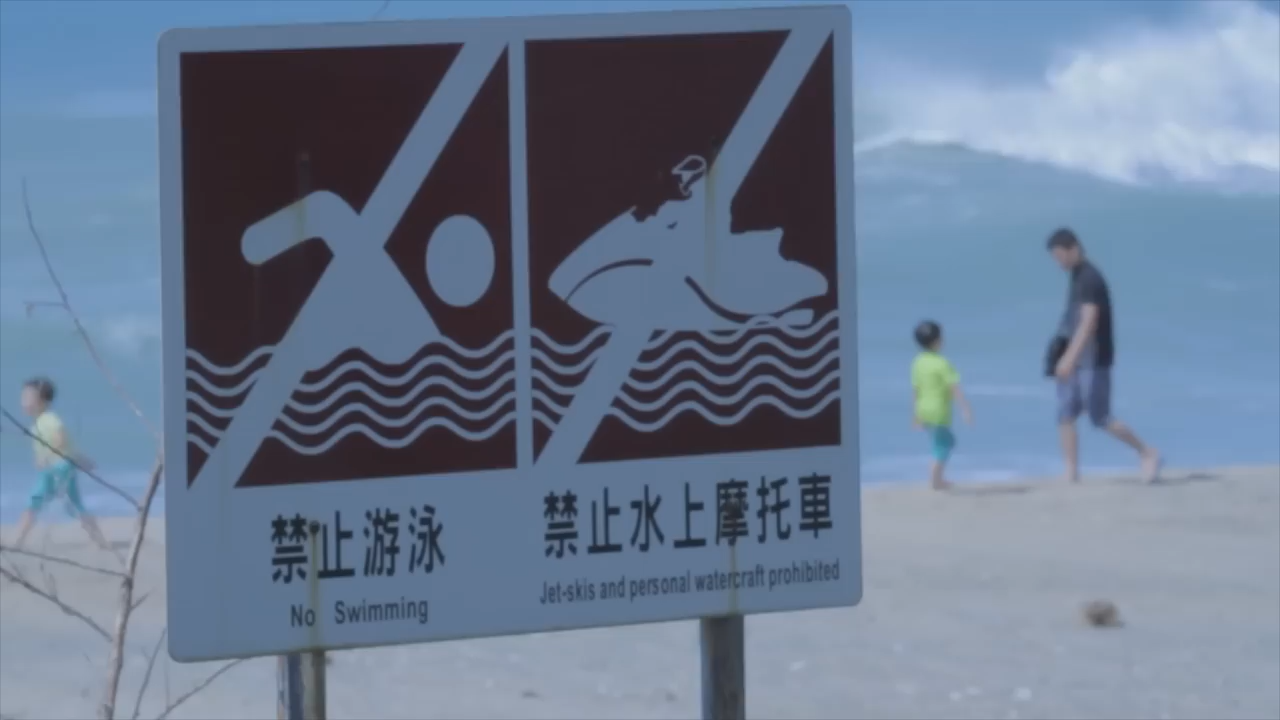 禁止游泳
No Swimming
禁止水上摩托車
Jet-skis and personal watercraft prohibited